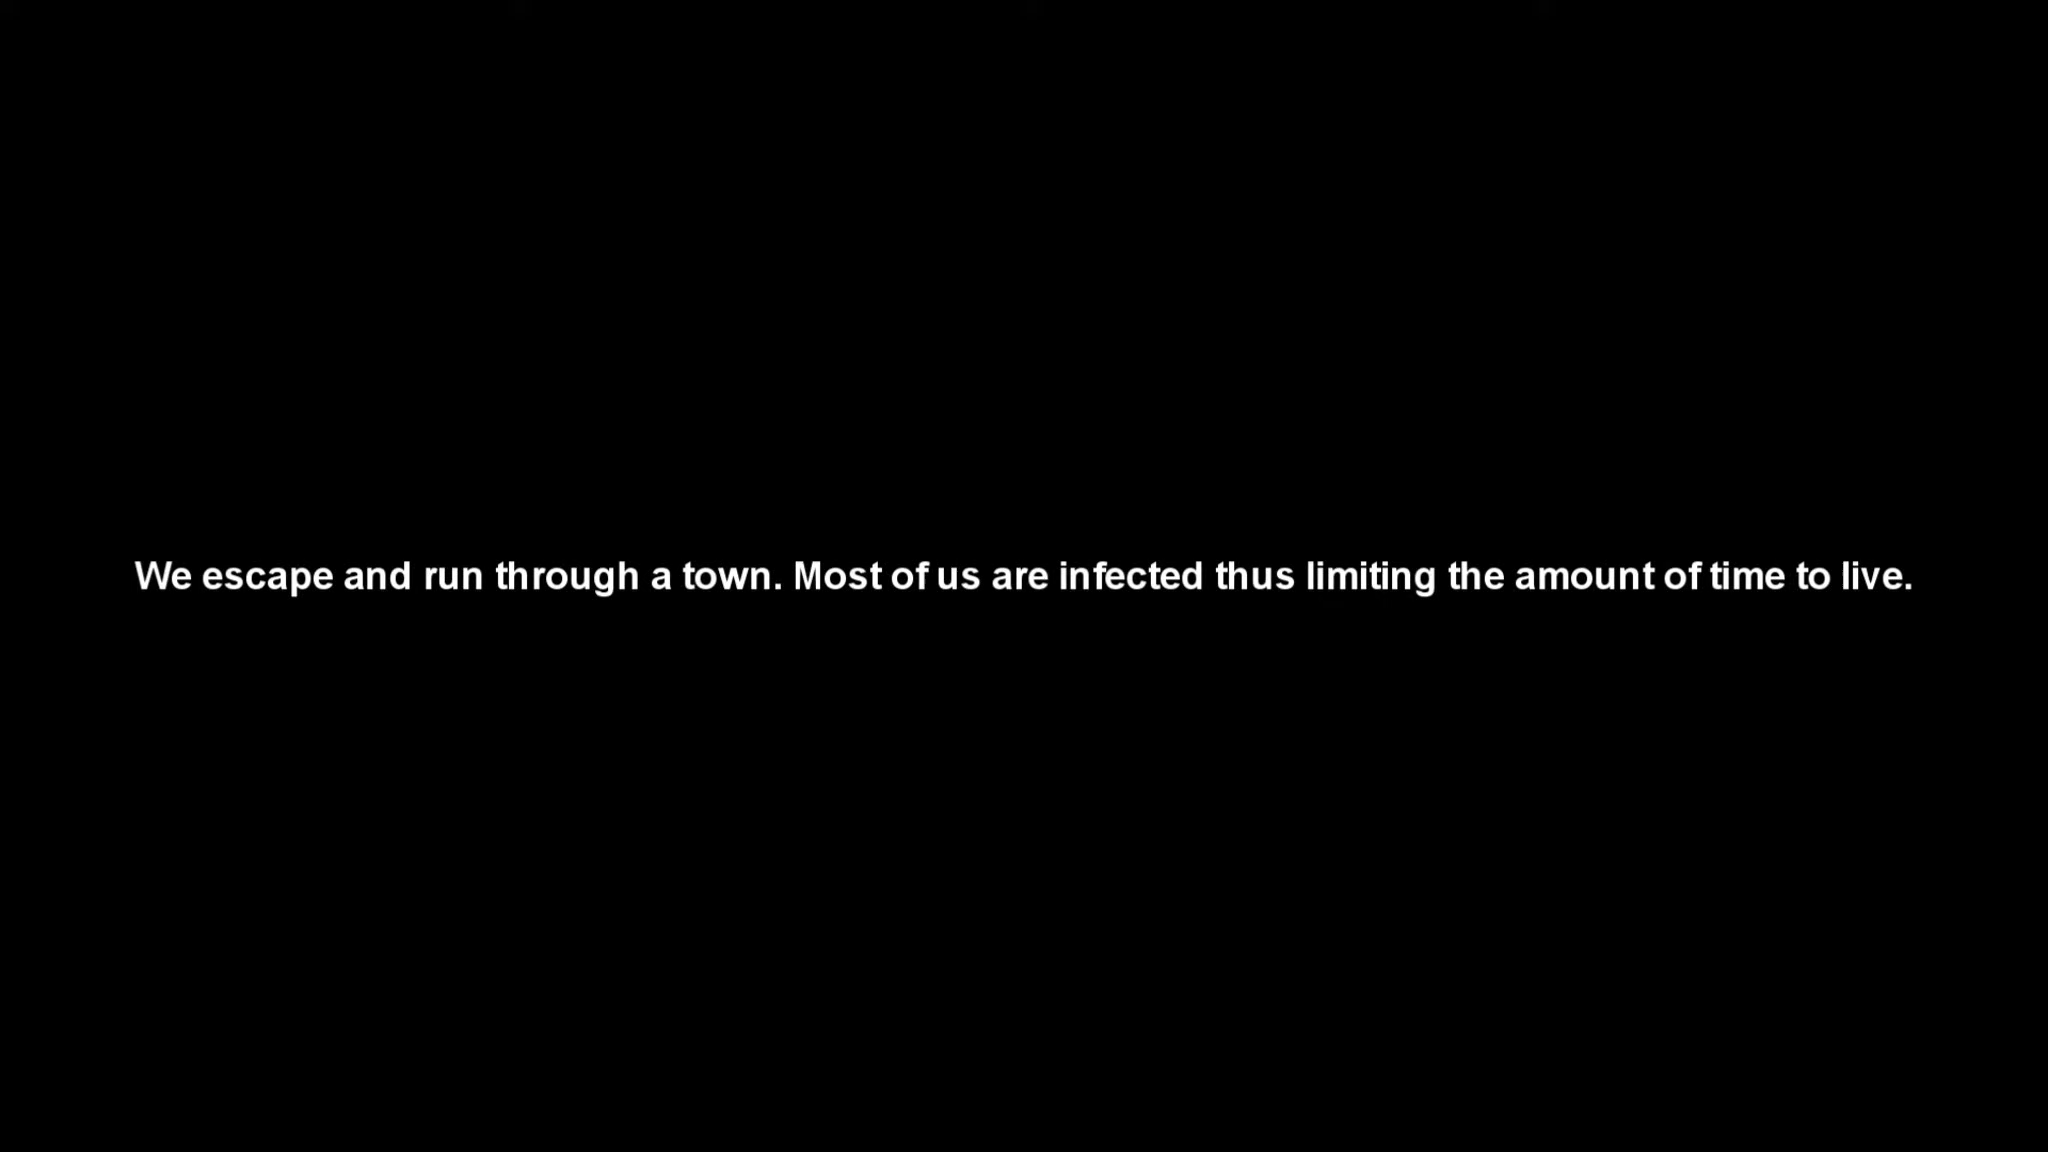 We escape and run through a town. Most of us are infected thus limiting the amount of time to live.